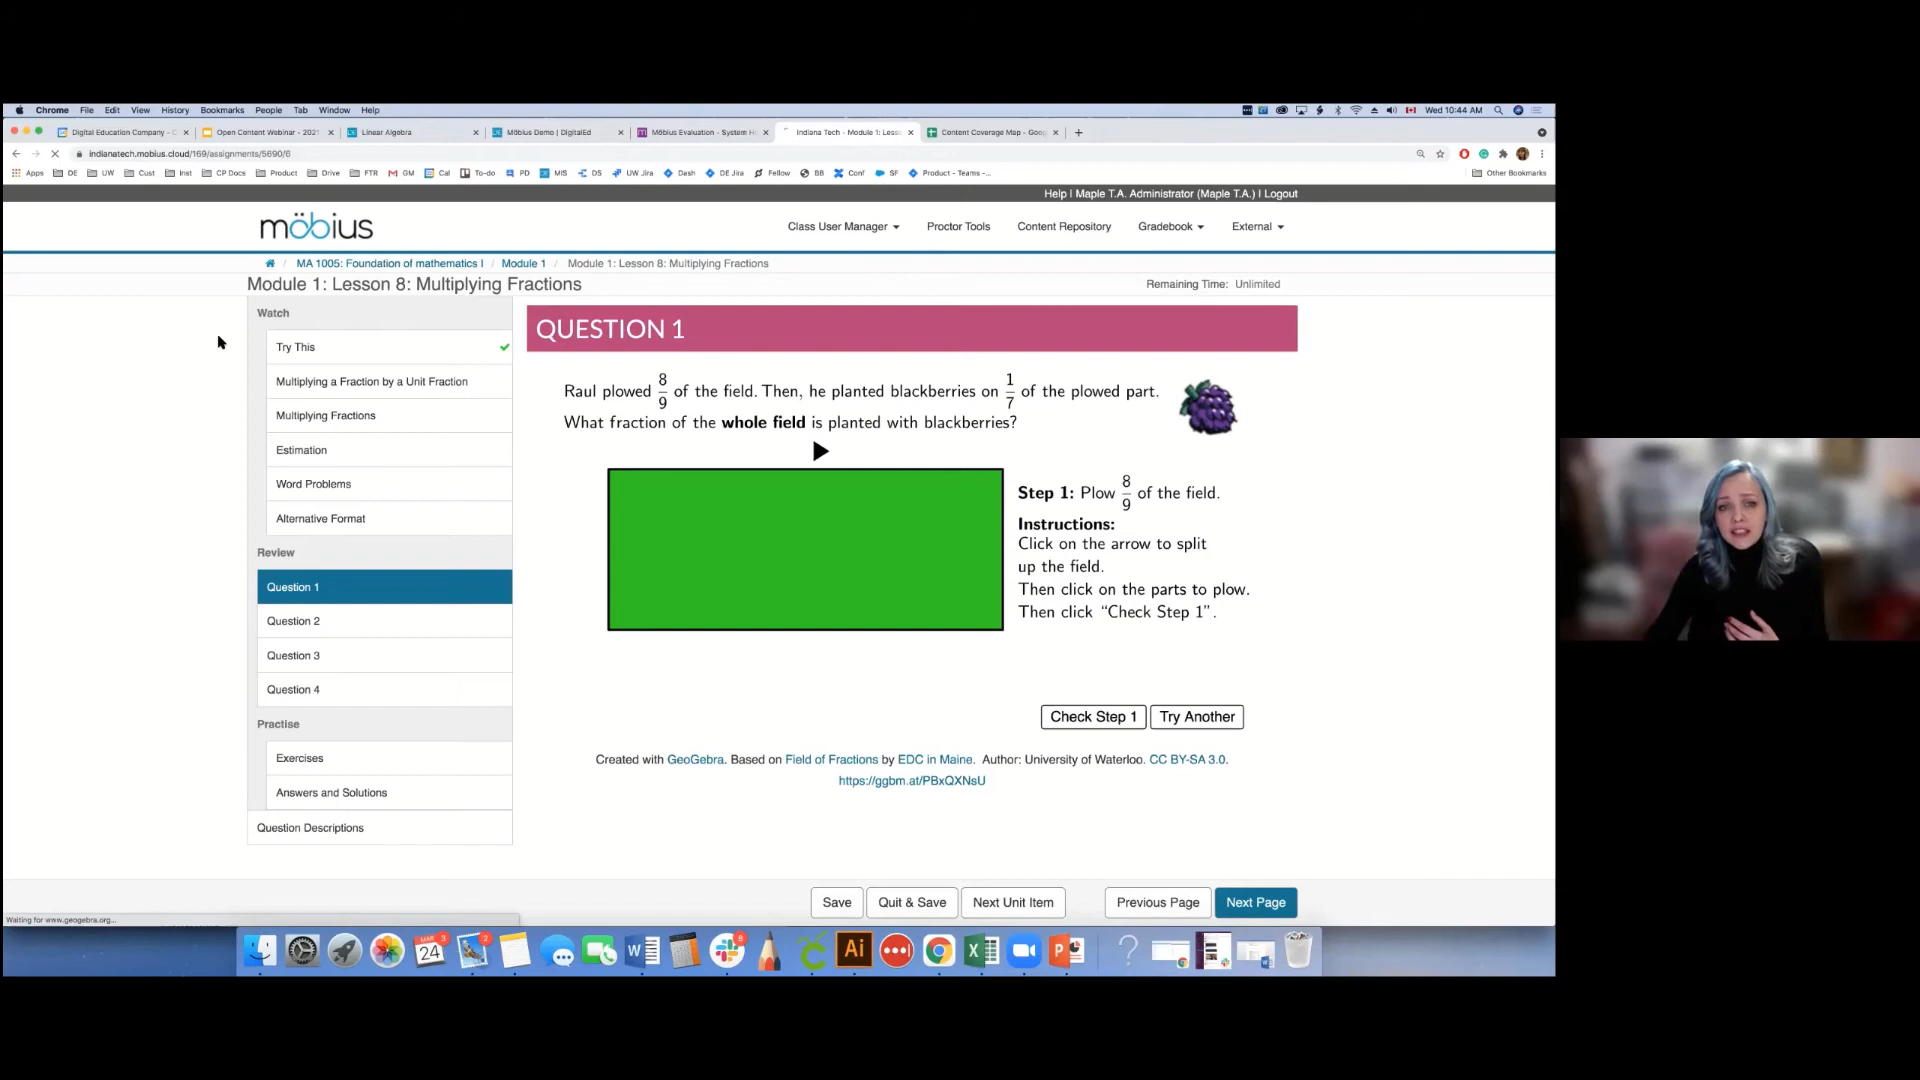 Chrome File Edit View History Bookmarks People Tab Window Help Wed 10:44 AM
Digital Education Company - C Open Content Webinar - 2021 Linear Algebra Möbius Demo | DigitalEd Möbius Evaluation - System H Indiana Tech - Module 1: Less Content Coverage Map - Goog
indianatech.mobius.cloud/169/assignments/5690/6
Apps DE UW Cust Inst CP Docs Product Drive FTR GM Cal To-do PD MIS DS UW Jira Dash DE Jira Fellow BB Conf SF Product - Teams -... Other Bookmarks
Help | Maple T.A. Administrator (Maple T.A.) | Logout
möbius Class User Manager Proctor Tools Content Repository Gradebook External
/ MA 1005: Foundation of mathematics I / Module 1 / Module 1: Lesson 8: Multiplying Fractions
Module 1: Lesson 8: Multiplying Fractions Remaining Time: Unlimited
Watch
Try This
Multiplying a Fraction by a Unit Fraction
Multiplying Fractions
Estimation
Word Problems
Alternative Format
Review
Question 1
Question 2
Question 3
Question 4
Practise
Exercises
Answers and Solutions
Question Descriptions
QUESTION 1
Raul plowed 8/9 of the field. Then, he planted blackberries on 1/7 of the plowed part.
What fraction of the whole field is planted with blackberries?
Step 1: Plow 8/9 of the field.
Instructions:
Click on the arrow to split
up the field.
Then click on the parts to plow.
Then click “Check Step 1”.
Check Step 1 Try Another
Created with GeoGebra. Based on Field of Fractions by EDC in Maine. Author: University of Waterloo. CC BY-SA 3.0.
https://ggbm.at/PBxQXNsU
Save Quit & Save Next Unit Item Previous Page Next Page
Waiting for www.geogebra.org...
MAR 24 3 2 W 8 Ai X P W